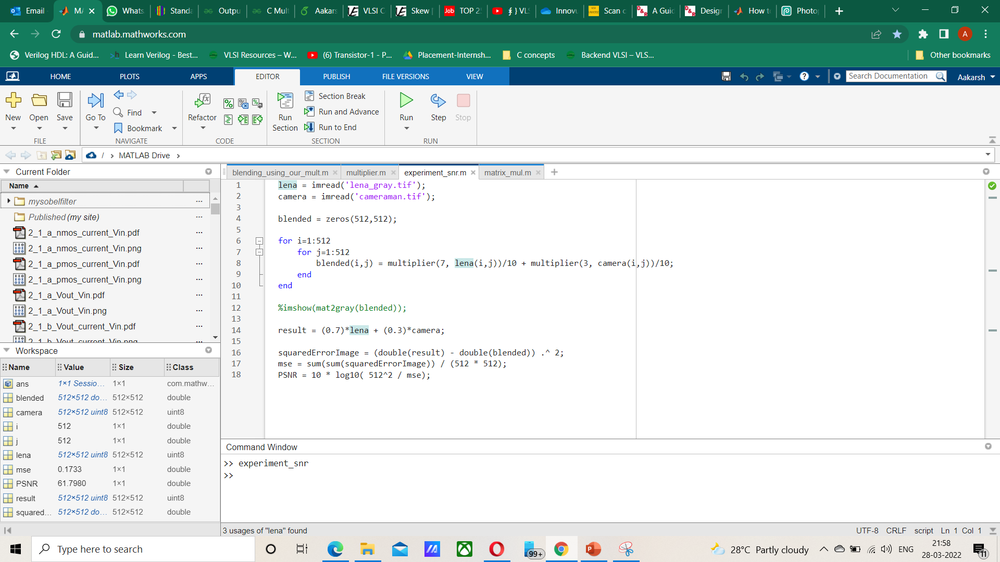 Email
MA
Whats
Standa
Outpu
C Mult
Aakars
VLSI C
Skew
Job TOP 2
VLS
Innov
Scan c
D&R A Guid
D&R Design
How t
Photo
matlab.mathworks.com
A
Verilog HDL: A Guid...
Learn Verilog - Best...
VLSI Resources – W...
(6) Transistor-1 - P...
Placement-Internsh...
C concepts
Backend VLSI – VLS...
Other bookmarks
HOME
PLOTS
APPS
EDITOR
PUBLISH
FILE VERSIONS
VIEW
Search Documentation
Aakarsh
New
Open
Save
FILE
Go To
Find
Bookmark
NAVIGATE
Refactor
CODE
Run Section
Section Break
Run and Advance
Run to End
SECTION
Run
Step
Stop
RUN
/ › MATLAB Drive ›
Current Folder
Name
mysobelfilter
Published (my site)
2_1_a_nmos_current_Vin.pdf
2_1_a_nmos_current_Vin.png
2_1_a_pmos_current_Vin.pdf
2_1_a_pmos_current_Vin.png
2_1_a_Vout_Vin.pdf
2_1_a_Vout_Vin.png
2_1_b_Vout_current_Vin.pdf
2_1_b_Vout_current_Vin.png
Workspace
Name Value Size Class
ans 1×1 Sessio... 1×1 com.mathw...
blended 512×512 do... 512×512 double
camera 512×512 uint8 512×512 uint8
i 512 1×1 double
j 512 1×1 double
lena 512×512 uint8 512×512 uint8
mse 0.1733 1×1 double
PSNR 61.7980 1×1 double
result 512×512 uint8 512×512 uint8
squared... 512×512 do... 512×512 double
blending_using_our_mult.m
multiplier.m
experiment_snr.m
matrix_mul.m
1 lena = imread('lena_gray.tif');
2 camera = imread('cameraman.tif');
3
4 blended = zeros(512,512);
5
6 for i=1:512
7 for j=1:512
8 blended(i,j) = multiplier(7, lena(i,j))/10 + multiplier(3, camera(i,j))/10;
9 end
10 end
11
12 %imshow(mat2gray(blended));
13
14 result = (0.7)*lena + (0.3)*camera;
15
16 squaredErrorImage = (double(result) - double(blended)) .^ 2;
17 mse = sum(sum(squaredErrorImage)) / (512 * 512);
18 PSNR = 10 * log10( 512^2 / mse);
Command Window
>> experiment_snr
>>
3 usages of "lena" found
UTF-8 CRLF script Ln 1 Col 1
Type here to search
99+
28°C Partly cloudy
ENG
21:58
28-03-2022
11